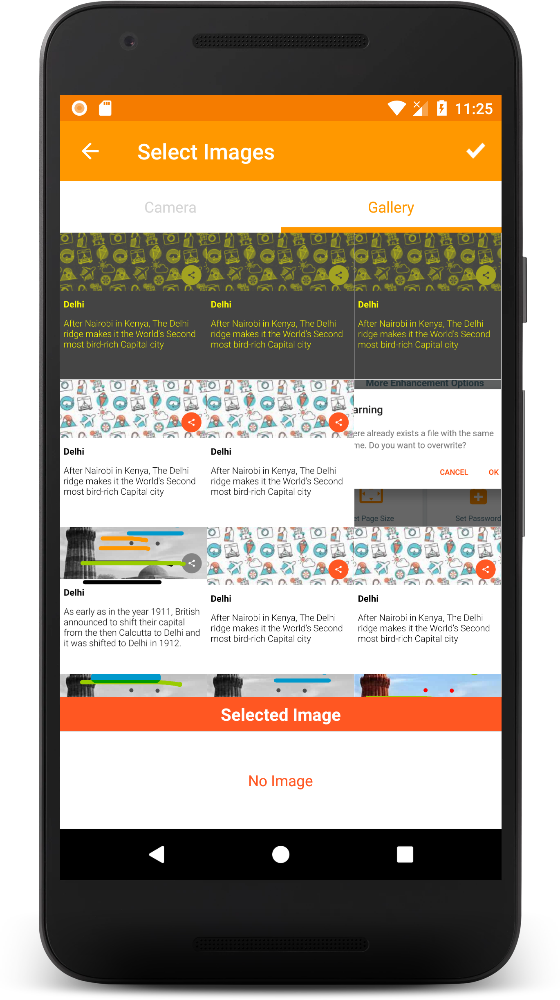 11:25
Select Images
Camera
Gallery
Delhi
After Nairobi in Kenya, The Delhi
ridge makes it the World's Second
most bird-rich Capital city
Delhi
After Nairobi in Kenya, The Delhi
ridge makes it the World's Second
most bird-rich Capital city
Delhi
After Nairobi in Kenya, The Delhi
ridge makes it the World's Second
most bird-rich Capital city
Delhi
After Nairobi in Kenya, The Delhi
ridge makes it the World's Second
most bird-rich Capital city
Delhi
After Nairobi in Kenya, The Delhi
ridge makes it the World's Second
most bird-rich Capital city
More Enhancement Options
arning
ere already exists a file with the same
me. Do you want to overwrite?
CANCEL OK
et Page Size
Set Password
Delhi
As early as in the year 1911, British
announced to shift their capital
from the then Calcutta to Delhi and
it was shifted to Delhi in 1912.
Delhi
After Nairobi in Kenya, The Delhi
ridge makes it the World's Second
most bird-rich Capital city
Delhi
After Nairobi in Kenya, The Delhi
ridge makes it the World's Second
most bird-rich Capital city
Selected Image
No Image